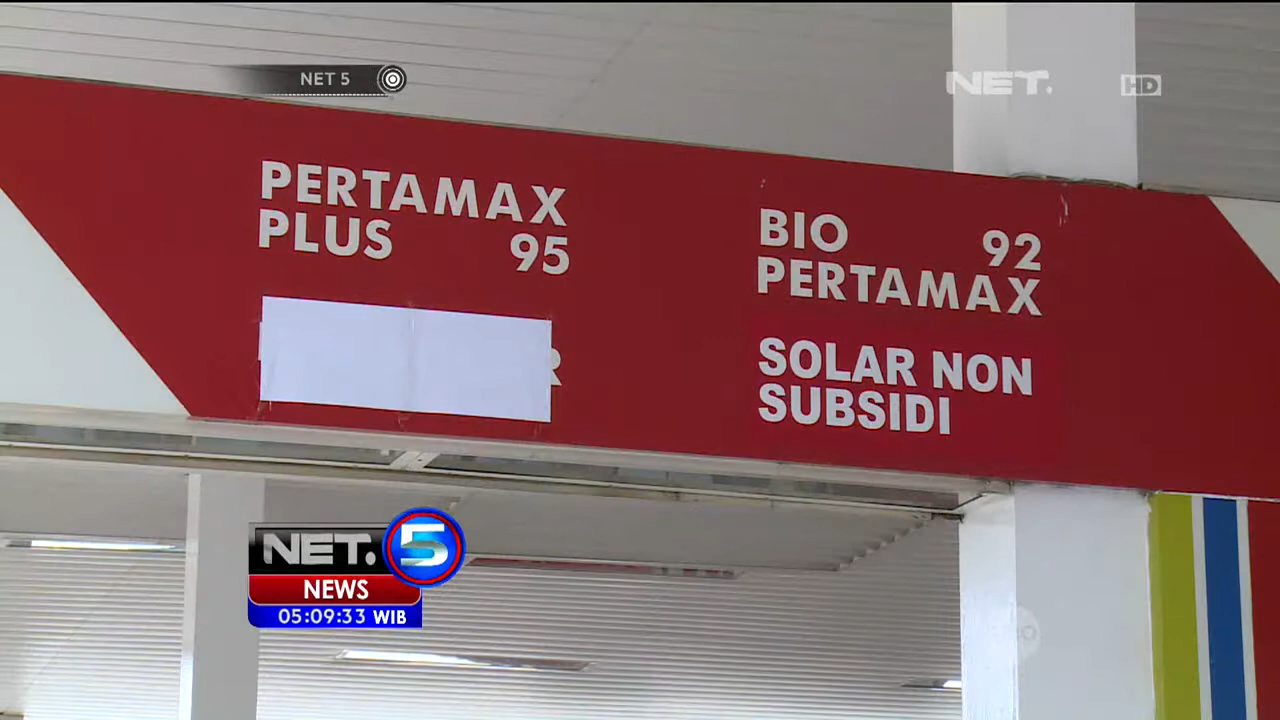 NET 5
NET.
HD
PERTAMAX
PLUS 95
BIO 92
PERTAMAX
R
SOLAR NON
SUBSIDI
NET. 5
NEWS
05:09:33 WIB